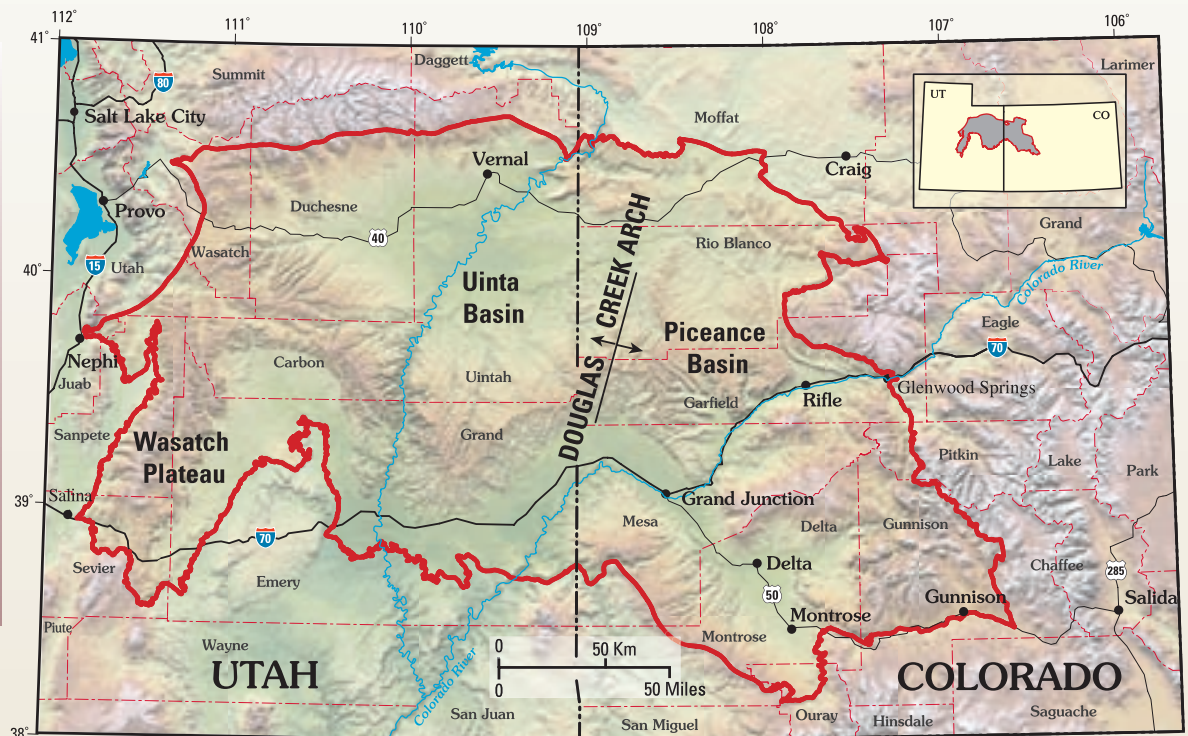 112°
111°
110°
109°
108°
107°
106°
41°
Daggett
Larimer
80
Summit
UT
CO
Salt Lake City
Moffat
Vernal
Craig
Provo
Duchesne
40
Grand
Rio Blanco
Wasatch
15
Utah
40°
Colorado River
Uinta
Basin
DOUGLAS CREEK ARCH
Piceance
Basin
Eagle
70
Nephi
Carbon
Juab
Uintah
Garfield
Rifle
Glenwood Springs
Sanpete
Wasatch
Plateau
Grand
Pitkin
Lake
Park
39°
Salina
Grand Junction
Mesa
Delta
Gunnison
70
Sevier
Emery
Delta
Chaffee
285
50
Gunnison
Salida
Montrose
Piute
Wayne
Montrose
0
50 Km
UTAH
COLORADO
0
50 Miles
Colorado River
San Juan
San Miguel
Ouray
Hinsdale
Saguache
38°